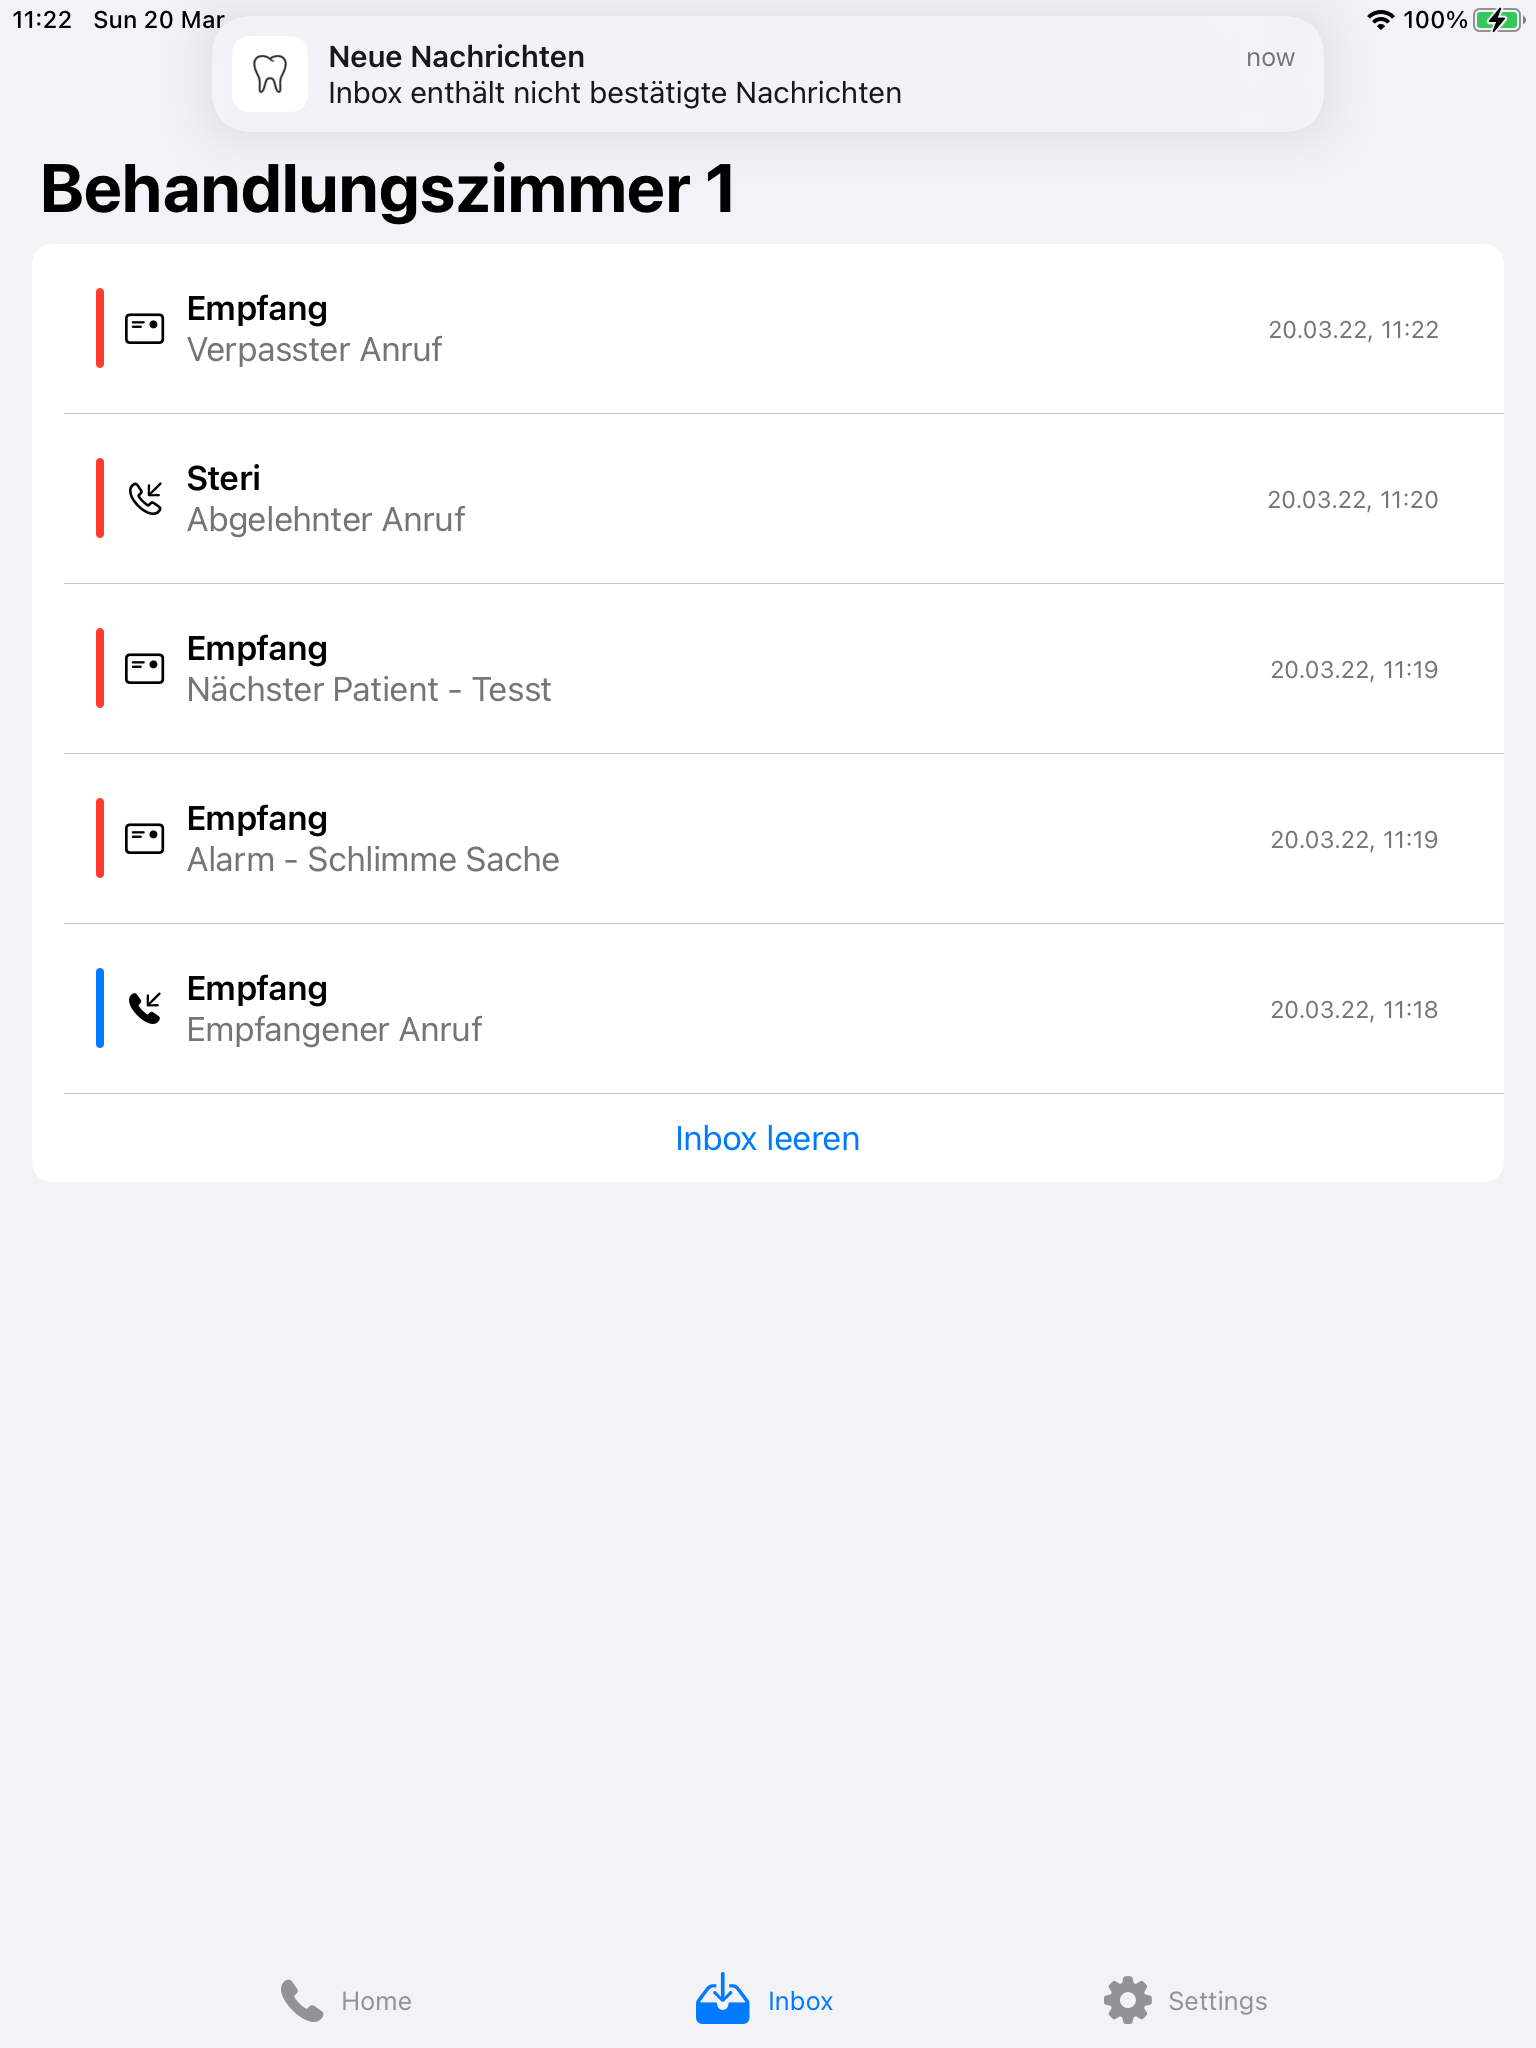 11:22 Sun 20 Mar
100%
Neue Nachrichten
now
Inbox enthält nicht bestätigte Nachrichten
Behandlungszimmer 1
Empfang
Verpasster Anruf
20.03.22, 11:22
Steri
Abgelehnter Anruf
20.03.22, 11:20
Empfang
Nächster Patient - Tesst
20.03.22, 11:19
Empfang
Alarm - Schlimme Sache
20.03.22, 11:19
Empfang
Empfangener Anruf
20.03.22, 11:18
Inbox leeren
Home
Inbox
Settings